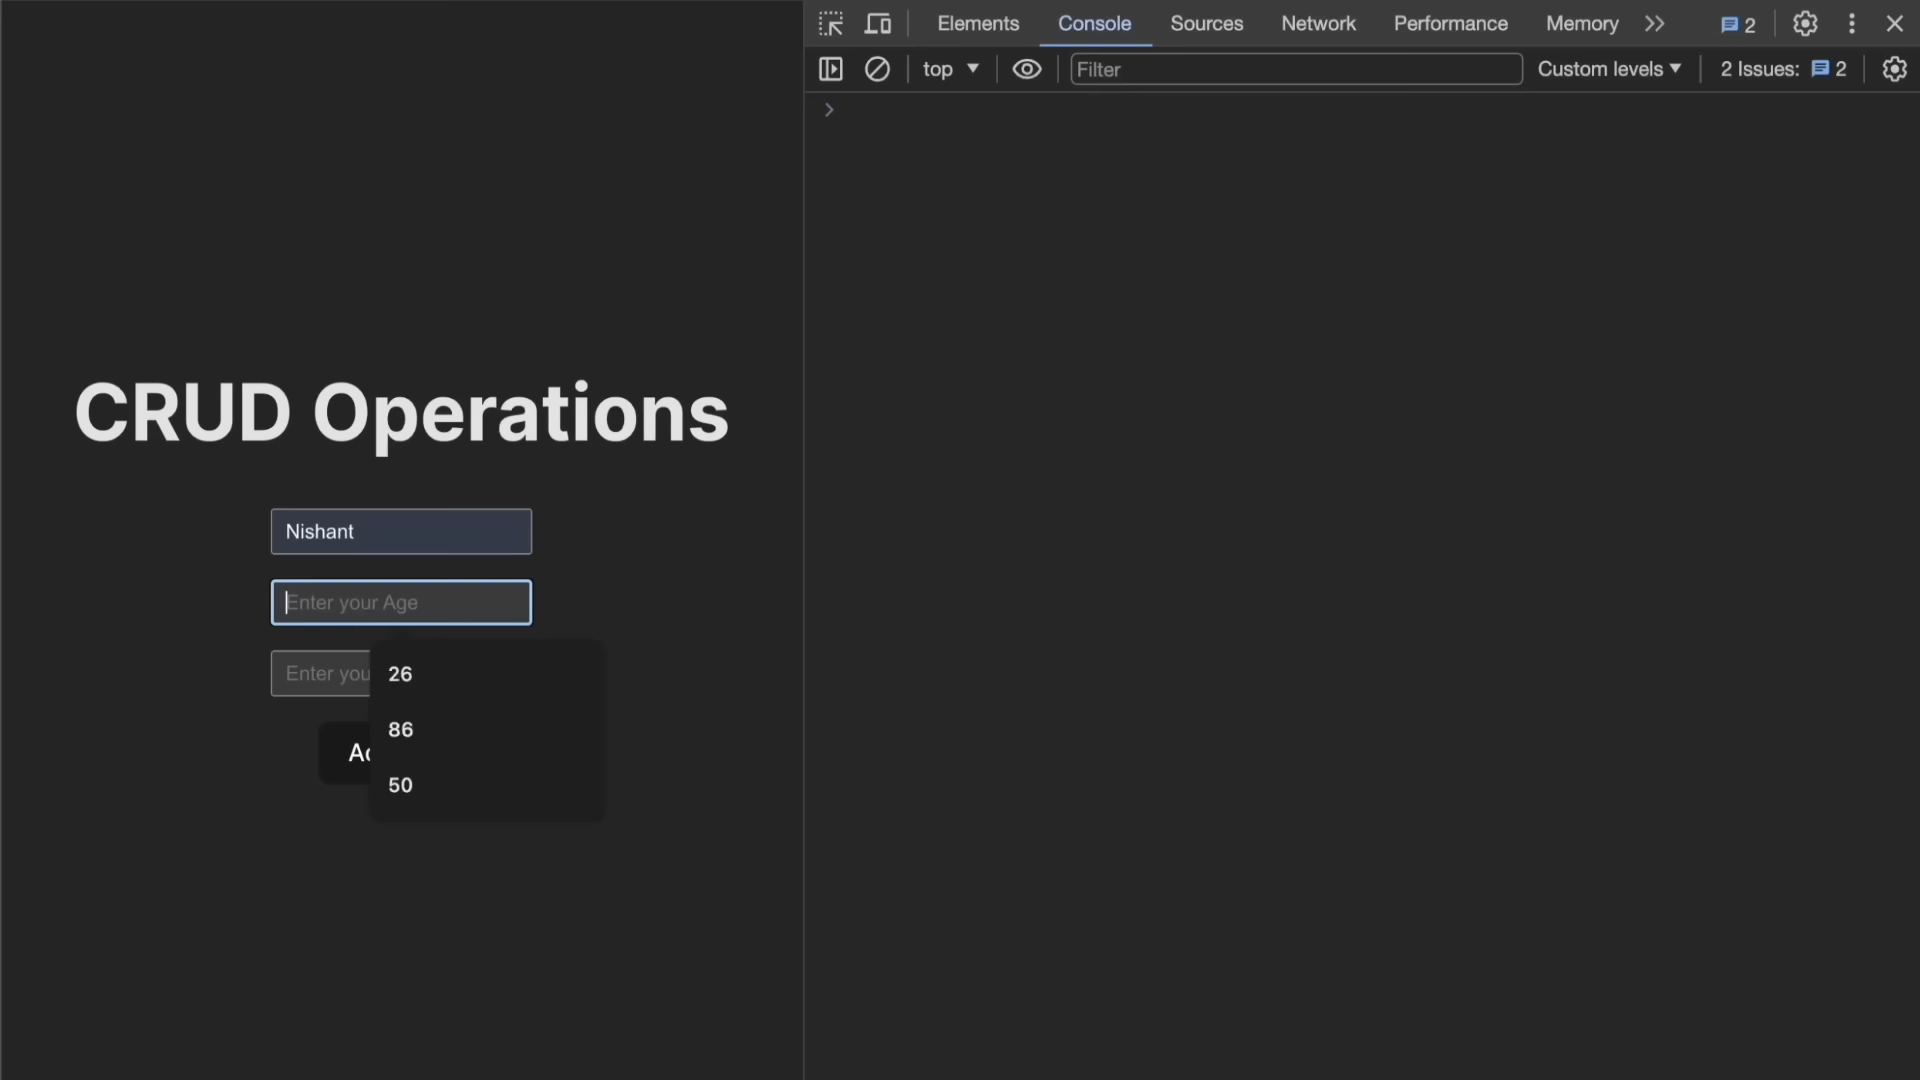 Elements Console Sources Network Performance Memory 2
top Filter Custom levels 2 Issues: 2
CRUD Operations
Nishant
Enter your Age
Enter
26
86
50